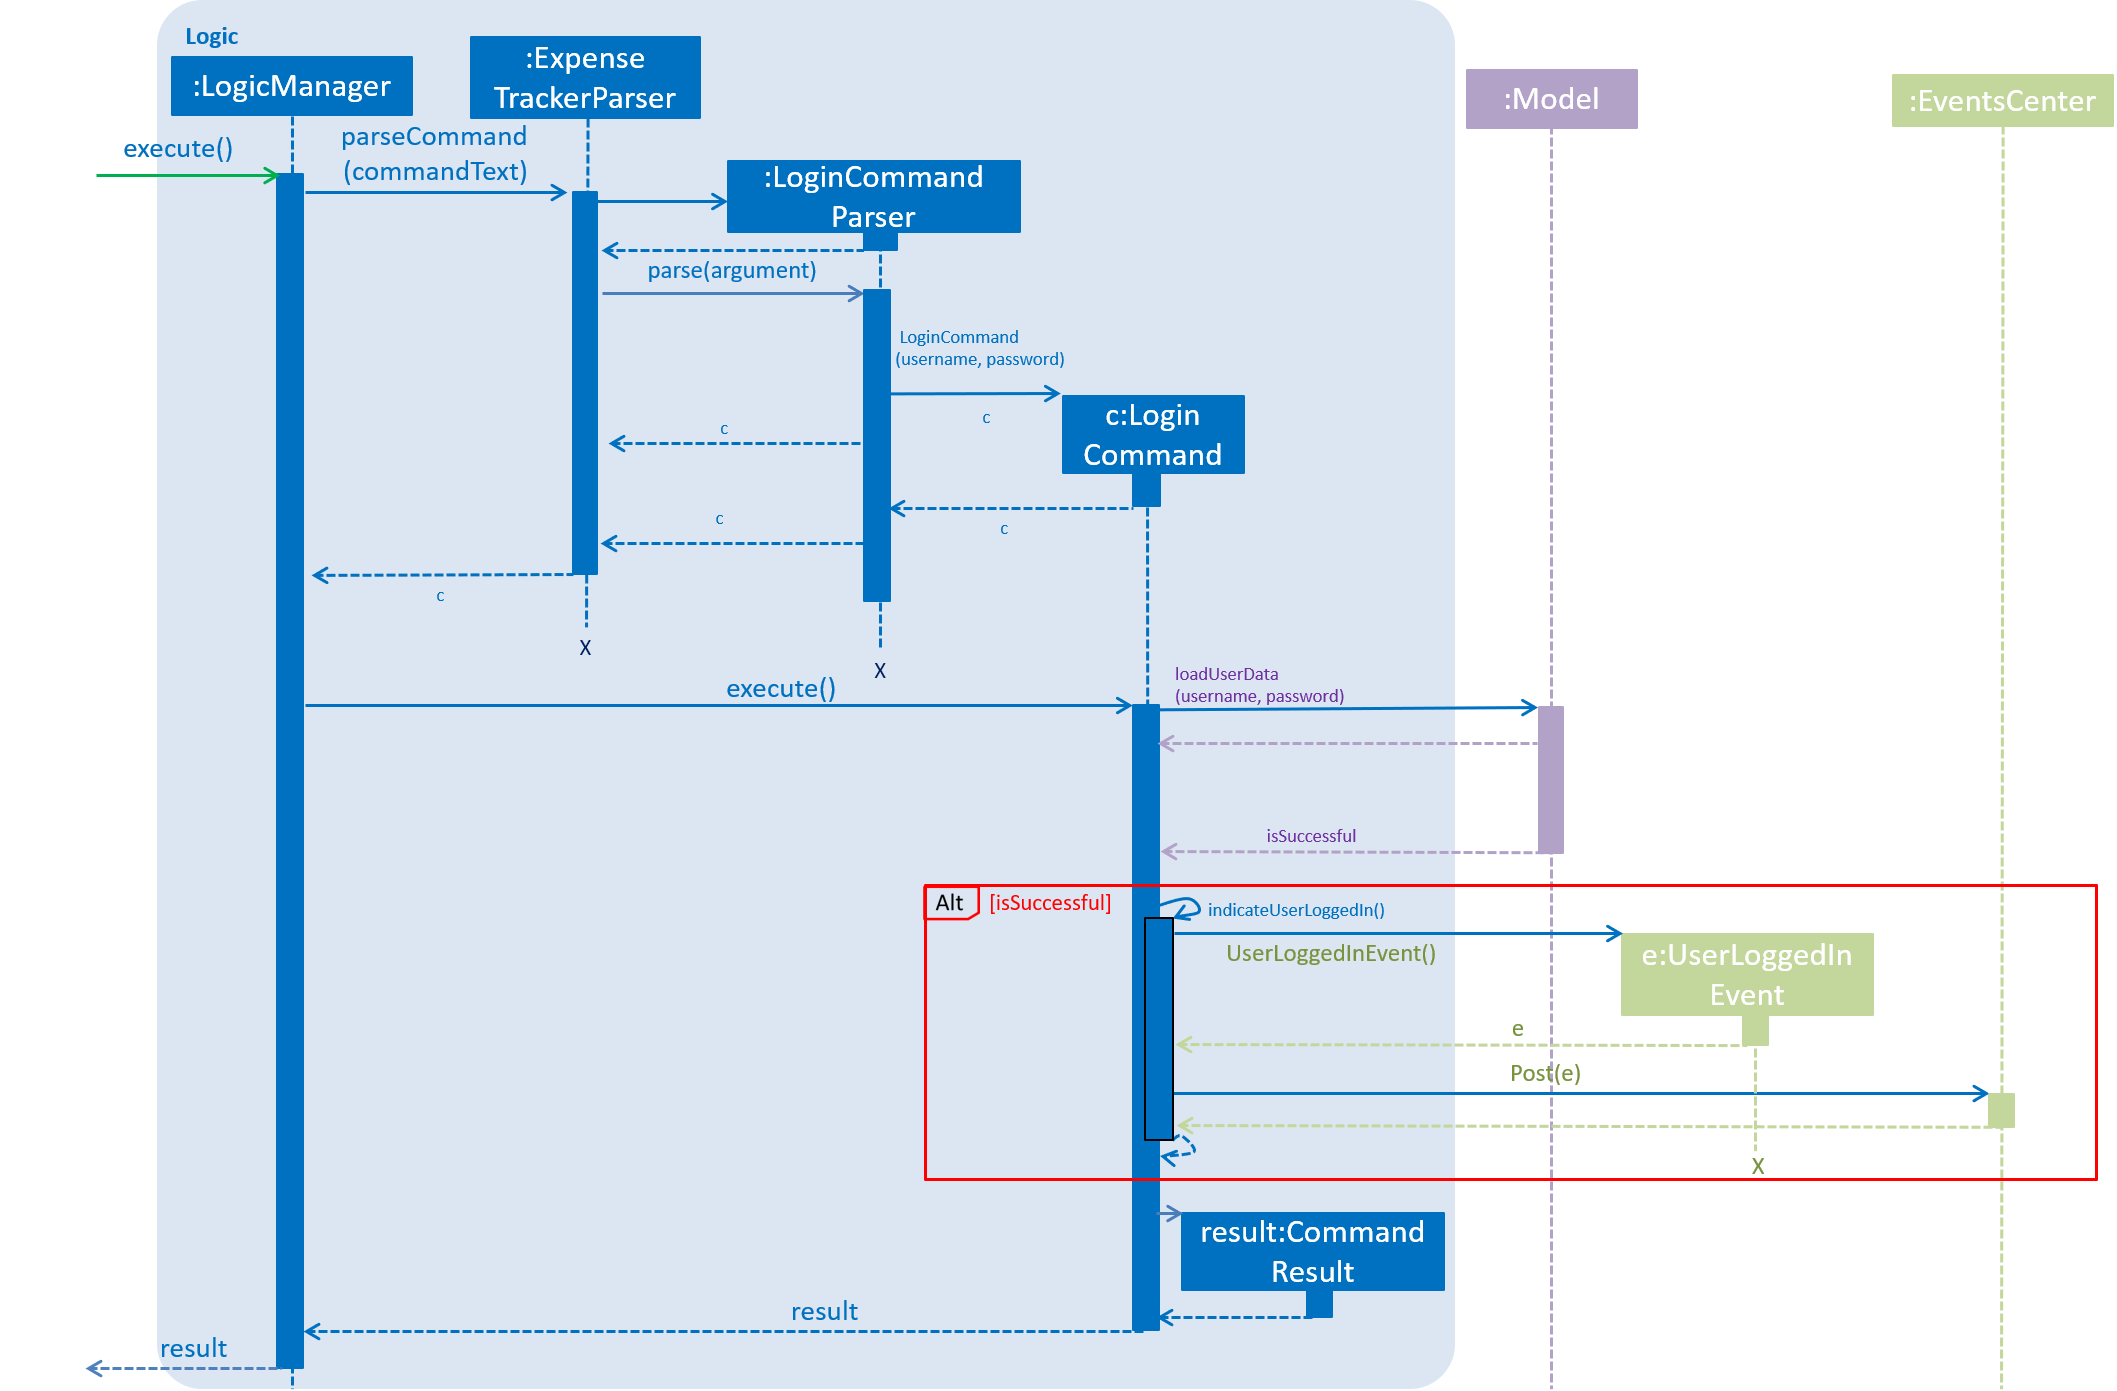 Logic
:LogicManager
:Expense
TrackerParser
:Model
:EventsCenter
execute()
parseCommand
(commandText)
:LoginCommand
Parser
parse(argument)
LoginCommand
(username, password)
c
c:Login
Command
c
c
c
c
X
X
execute()
loadUserData
(username, password)
isSuccessful
Alt
[isSuccessful]
indicateUserLoggedIn()
UserLoggedInEvent()
e:UserLoggedIn
Event
e
Post(e)
X
result:Command
Result
result
result